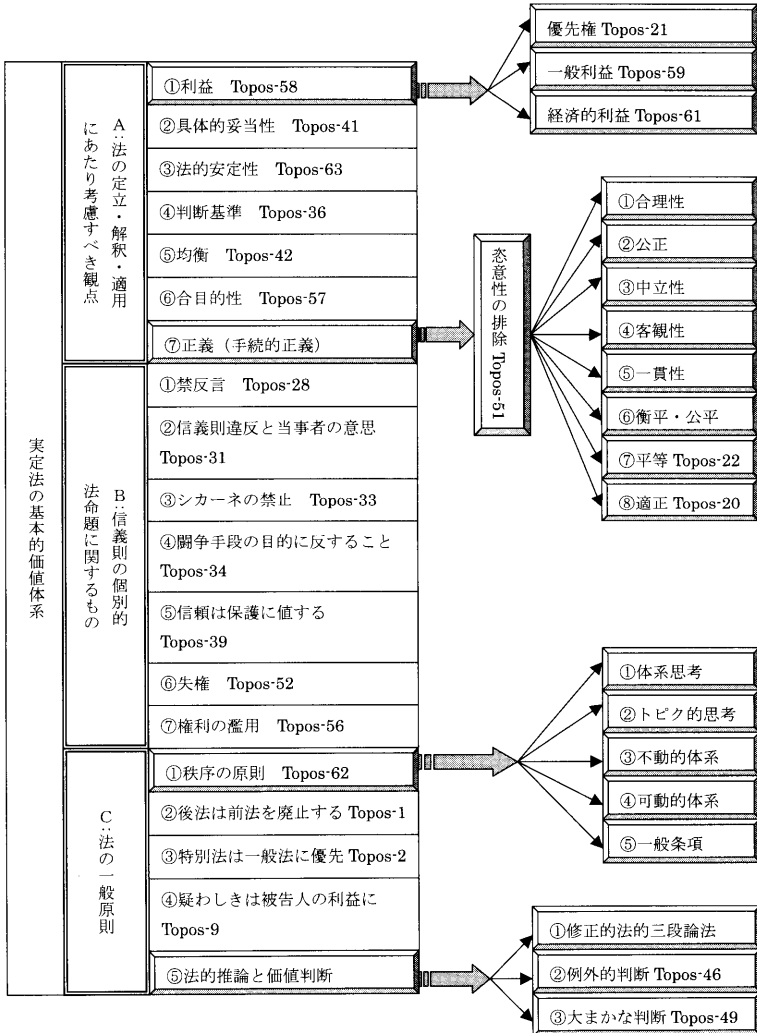 実定法の基本的価値体系
A:法の定立・解釈・適用
にあたり考慮すべき観点
①利益 Topos-58
②具体的妥当性 Topos-41
③法的安定性 Topos-63
④判断基準 Topos-36
⑤均衡 Topos-42
⑥合目的性 Topos-57
⑦正義（手続的正義）
優先権 Topos-21
一般利益 Topos-59
経済的利益 Topos-61
恣意性の排除 Topos-51
①合理性
②公正
③中立性
④客観性
⑤一貫性
⑥衡平・公平
⑦平等 Topos-22
⑧適正 Topos-20
B:信義則の個別的
法命題に関するもの
①禁反言 Topos-28
②信義則違反と当事者の意思
Topos-31
③シカーネの禁止 Topos-33
④闘争手段の目的に反すること
Topos-34
⑤信頼は保護に値する
Topos-39
⑥失権 Topos-52
⑦権利の濫用 Topos-56
C:法の一般原則
①秩序の原則 Topos-62
②後法は前法を廃止する Topos-1
③特別法は一般法に優先 Topos-2
④疑わしきは被告人の利益に
Topos-9
⑤法的推論と価値判断
①体系思考
②トピク的思考
③不動的体系
④可動的体系
⑤一般条項
①修正的法的三段論法
②例外的判断 Topos-46
③大まかな判断 Topos-49